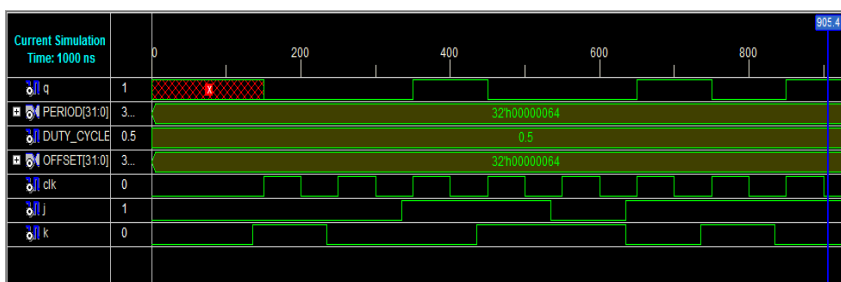 905.4
Current Simulation
Time: 1000 ns
0 200 400 600 800
q 1 X
PERIOD[31:0] 3... 32'h00000064
DUTY_CYCLE 0.5 0.5
OFFSET[31:0] 3... 32'h00000064
clk 0
j 1
k 0